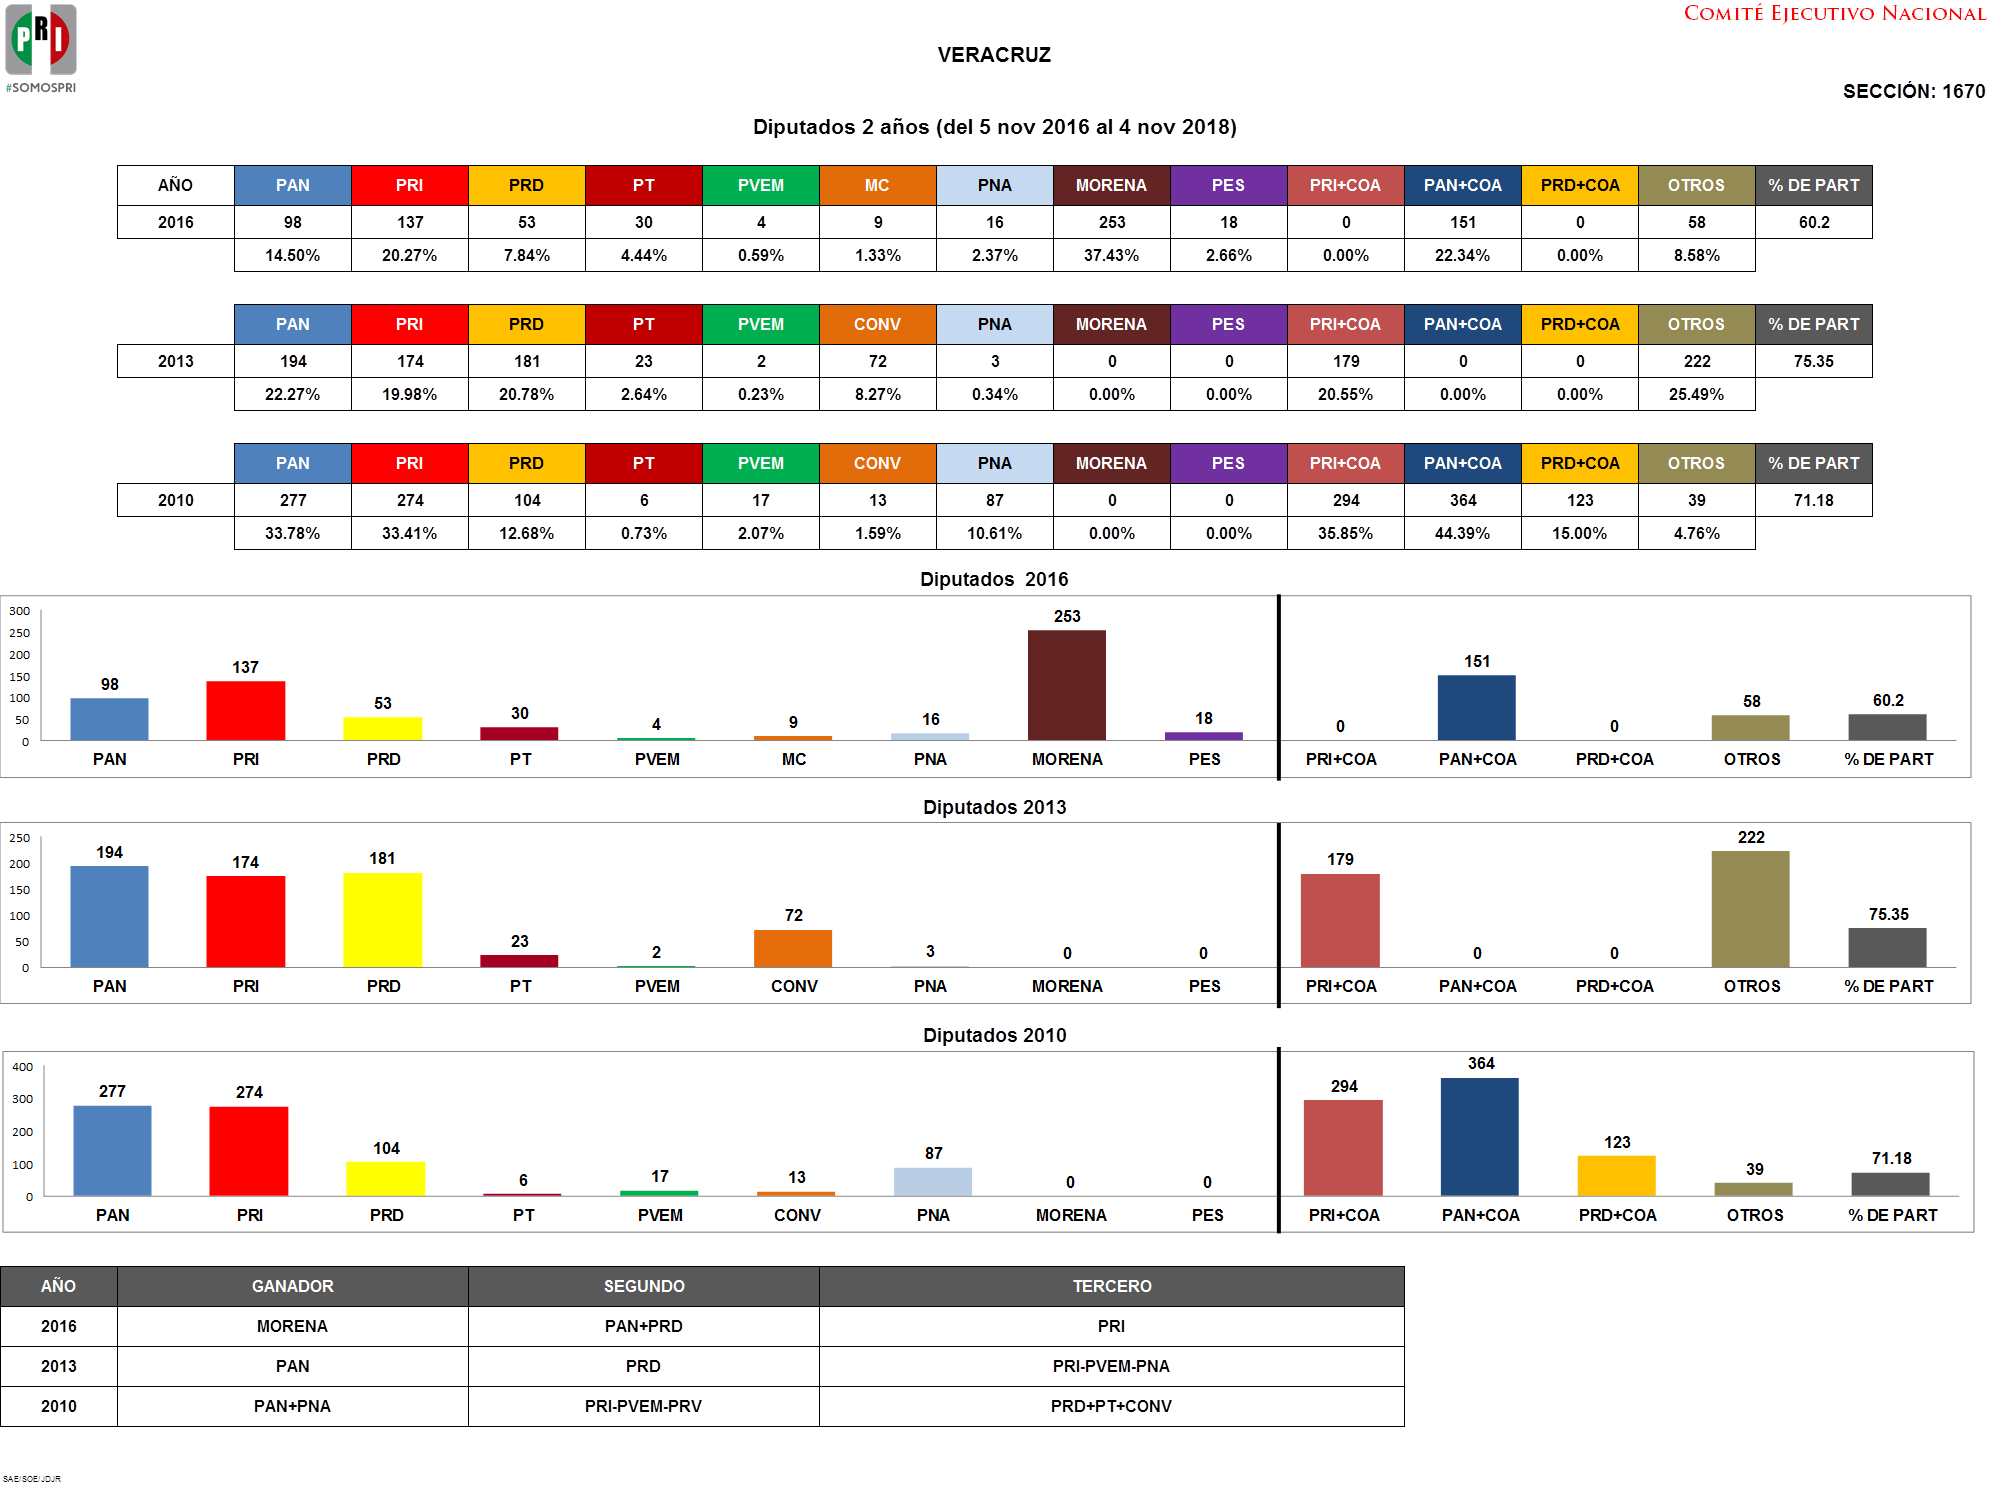 PRI
#SOMOSPRI
COMITÉ EJECUTIVO NACIONAL
VERACRUZ
SECCIÓN: 1670
Diputados 2 años (del 5 nov 2016 al 4 nov 2018)
AÑO PAN PRI PRD PT PVEM MC PNA MORENA PES PRI+COA PAN+COA PRD+COA OTROS % DE PART
2016 98 137 53 30 4 9 16 253 18 0 151 0 58 60.2
14.50% 20.27% 7.84% 4.44% 0.59% 1.33% 2.37% 37.43% 2.66% 0.00% 22.34% 0.00% 8.58%
PAN PRI PRD PT PVEM CONV PNA MORENA PES PRI+COA PAN+COA PRD+COA OTROS % DE PART
2013 194 174 181 23 2 72 3 0 0 179 0 0 222 75.35
22.27% 19.98% 20.78% 2.64% 0.23% 8.27% 0.34% 0.00% 0.00% 20.55% 0.00% 0.00% 25.49%
PAN PRI PRD PT PVEM CONV PNA MORENA PES PRI+COA PAN+COA PRD+COA OTROS % DE PART
2010 277 274 104 6 17 13 87 0 0 294 364 123 39 71.18
33.78% 33.41% 12.68% 0.73% 2.07% 1.59% 10.61% 0.00% 0.00% 35.85% 44.39% 15.00% 4.76%
Diputados 2016
300
250
200
150
100
50
0
98 137 53 30 4 9 16 253 18 0 151 0 58 60.2
PAN PRI PRD PT PVEM MC PNA MORENA PES PRI+COA PAN+COA PRD+COA OTROS % DE PART
Diputados 2013
250
200
150
100
50
0
194 174 181 23 2 72 3 0 0 179 0 0 222 75.35
PAN PRI PRD PT PVEM CONV PNA MORENA PES PRI+COA PAN+COA PRD+COA OTROS % DE PART
Diputados 2010
400
300
200
100
0
277 274 104 6 17 13 87 0 0 294 364 123 39 71.18
PAN PRI PRD PT PVEM CONV PNA MORENA PES PRI+COA PAN+COA PRD+COA OTROS % DE PART
AÑO GANADOR SEGUNDO TERCERO
2016 MORENA PAN+PRD PRI
2013 PAN PRD PRI-PVEM-PNA
2010 PAN+PNA PRI-PVEM-PRV PRD+PT+CONV
SAE/SOE/JDJR